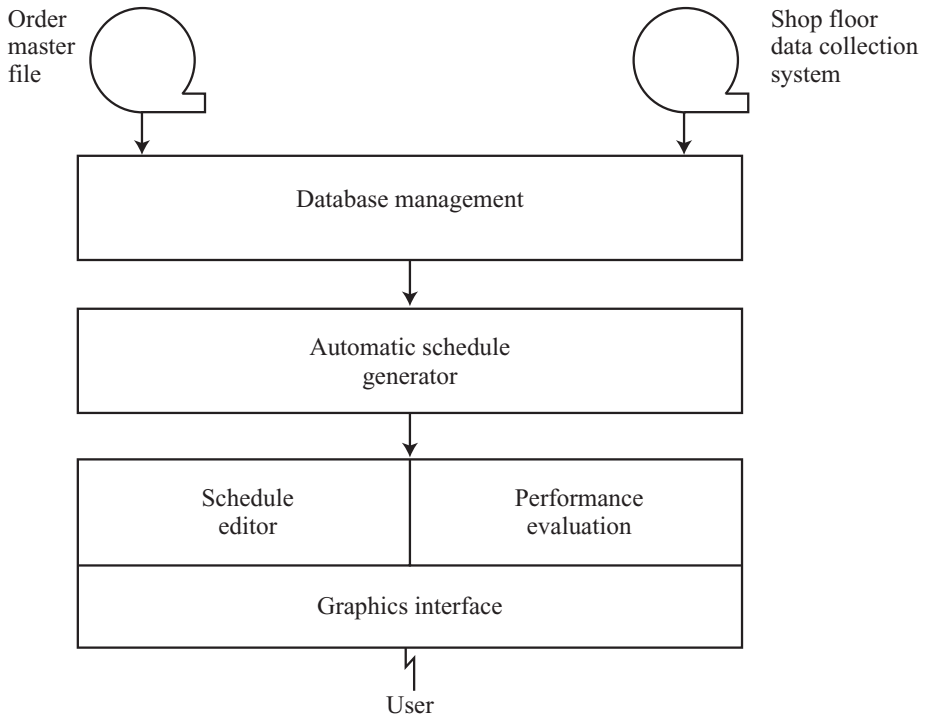 Order
master
file
Shop floor
data collection
system
Database management
Automatic schedule
generator
Schedule
editor
Performance
evaluation
Graphics interface
User